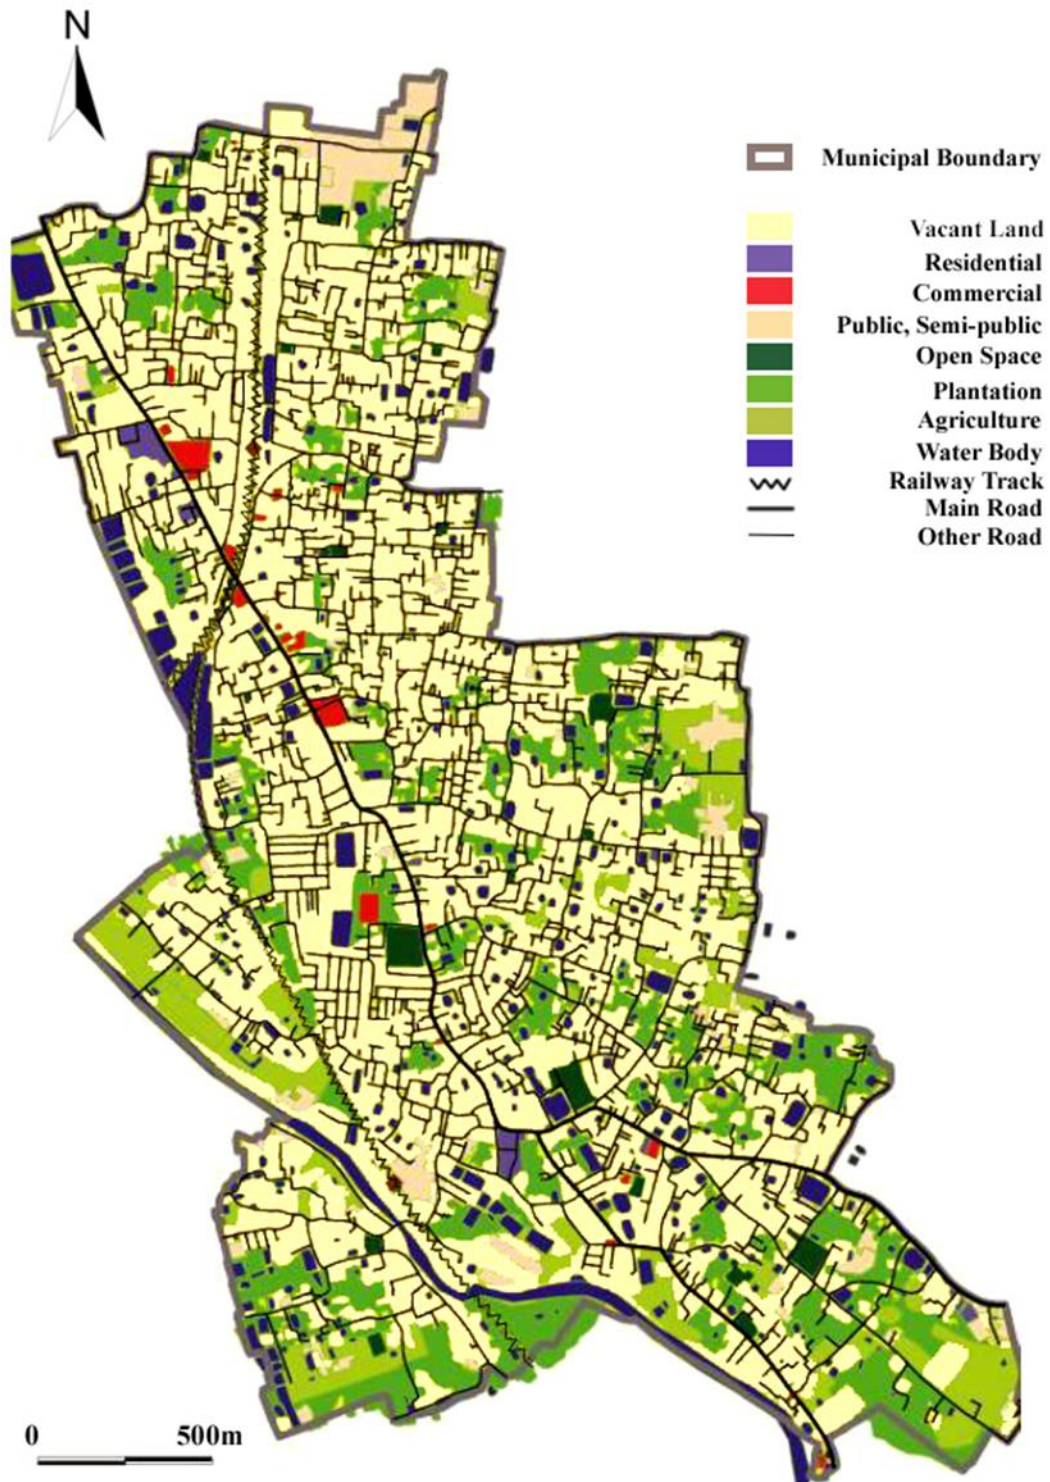 N
Municipal Boundary
Vacant Land
Residential
Commercial
Public, Semi-public
Open Space
Plantation
Agriculture
Water Body
Railway Track
Main Road
Other Road
0 500m